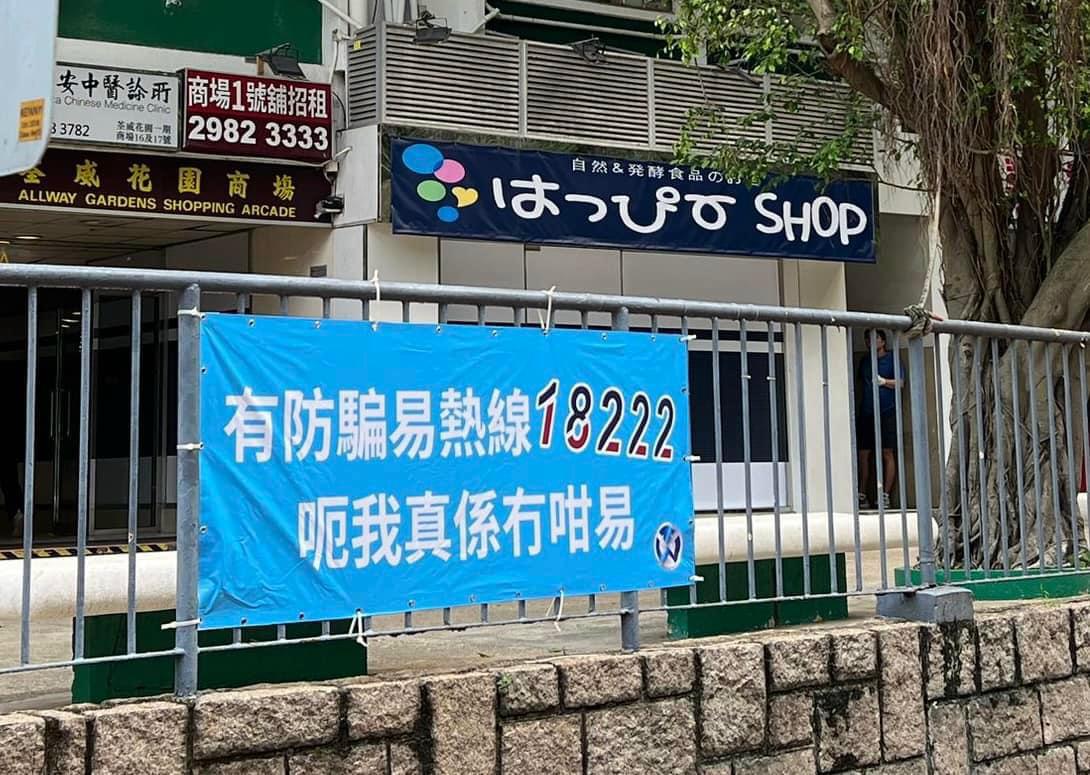 安中醫診所
a Chinese Medicine Clinic
3 3782
荃威花園一期
商場16及17號
商場1號舖招租
2982 3333
荃威花園商場
ALLWAY GARDENS SHOPPING ARCADE
自然&発酵食品のお
はっぴぃ SHOP
有防騙易熱線18222
呃我真係冇咁易